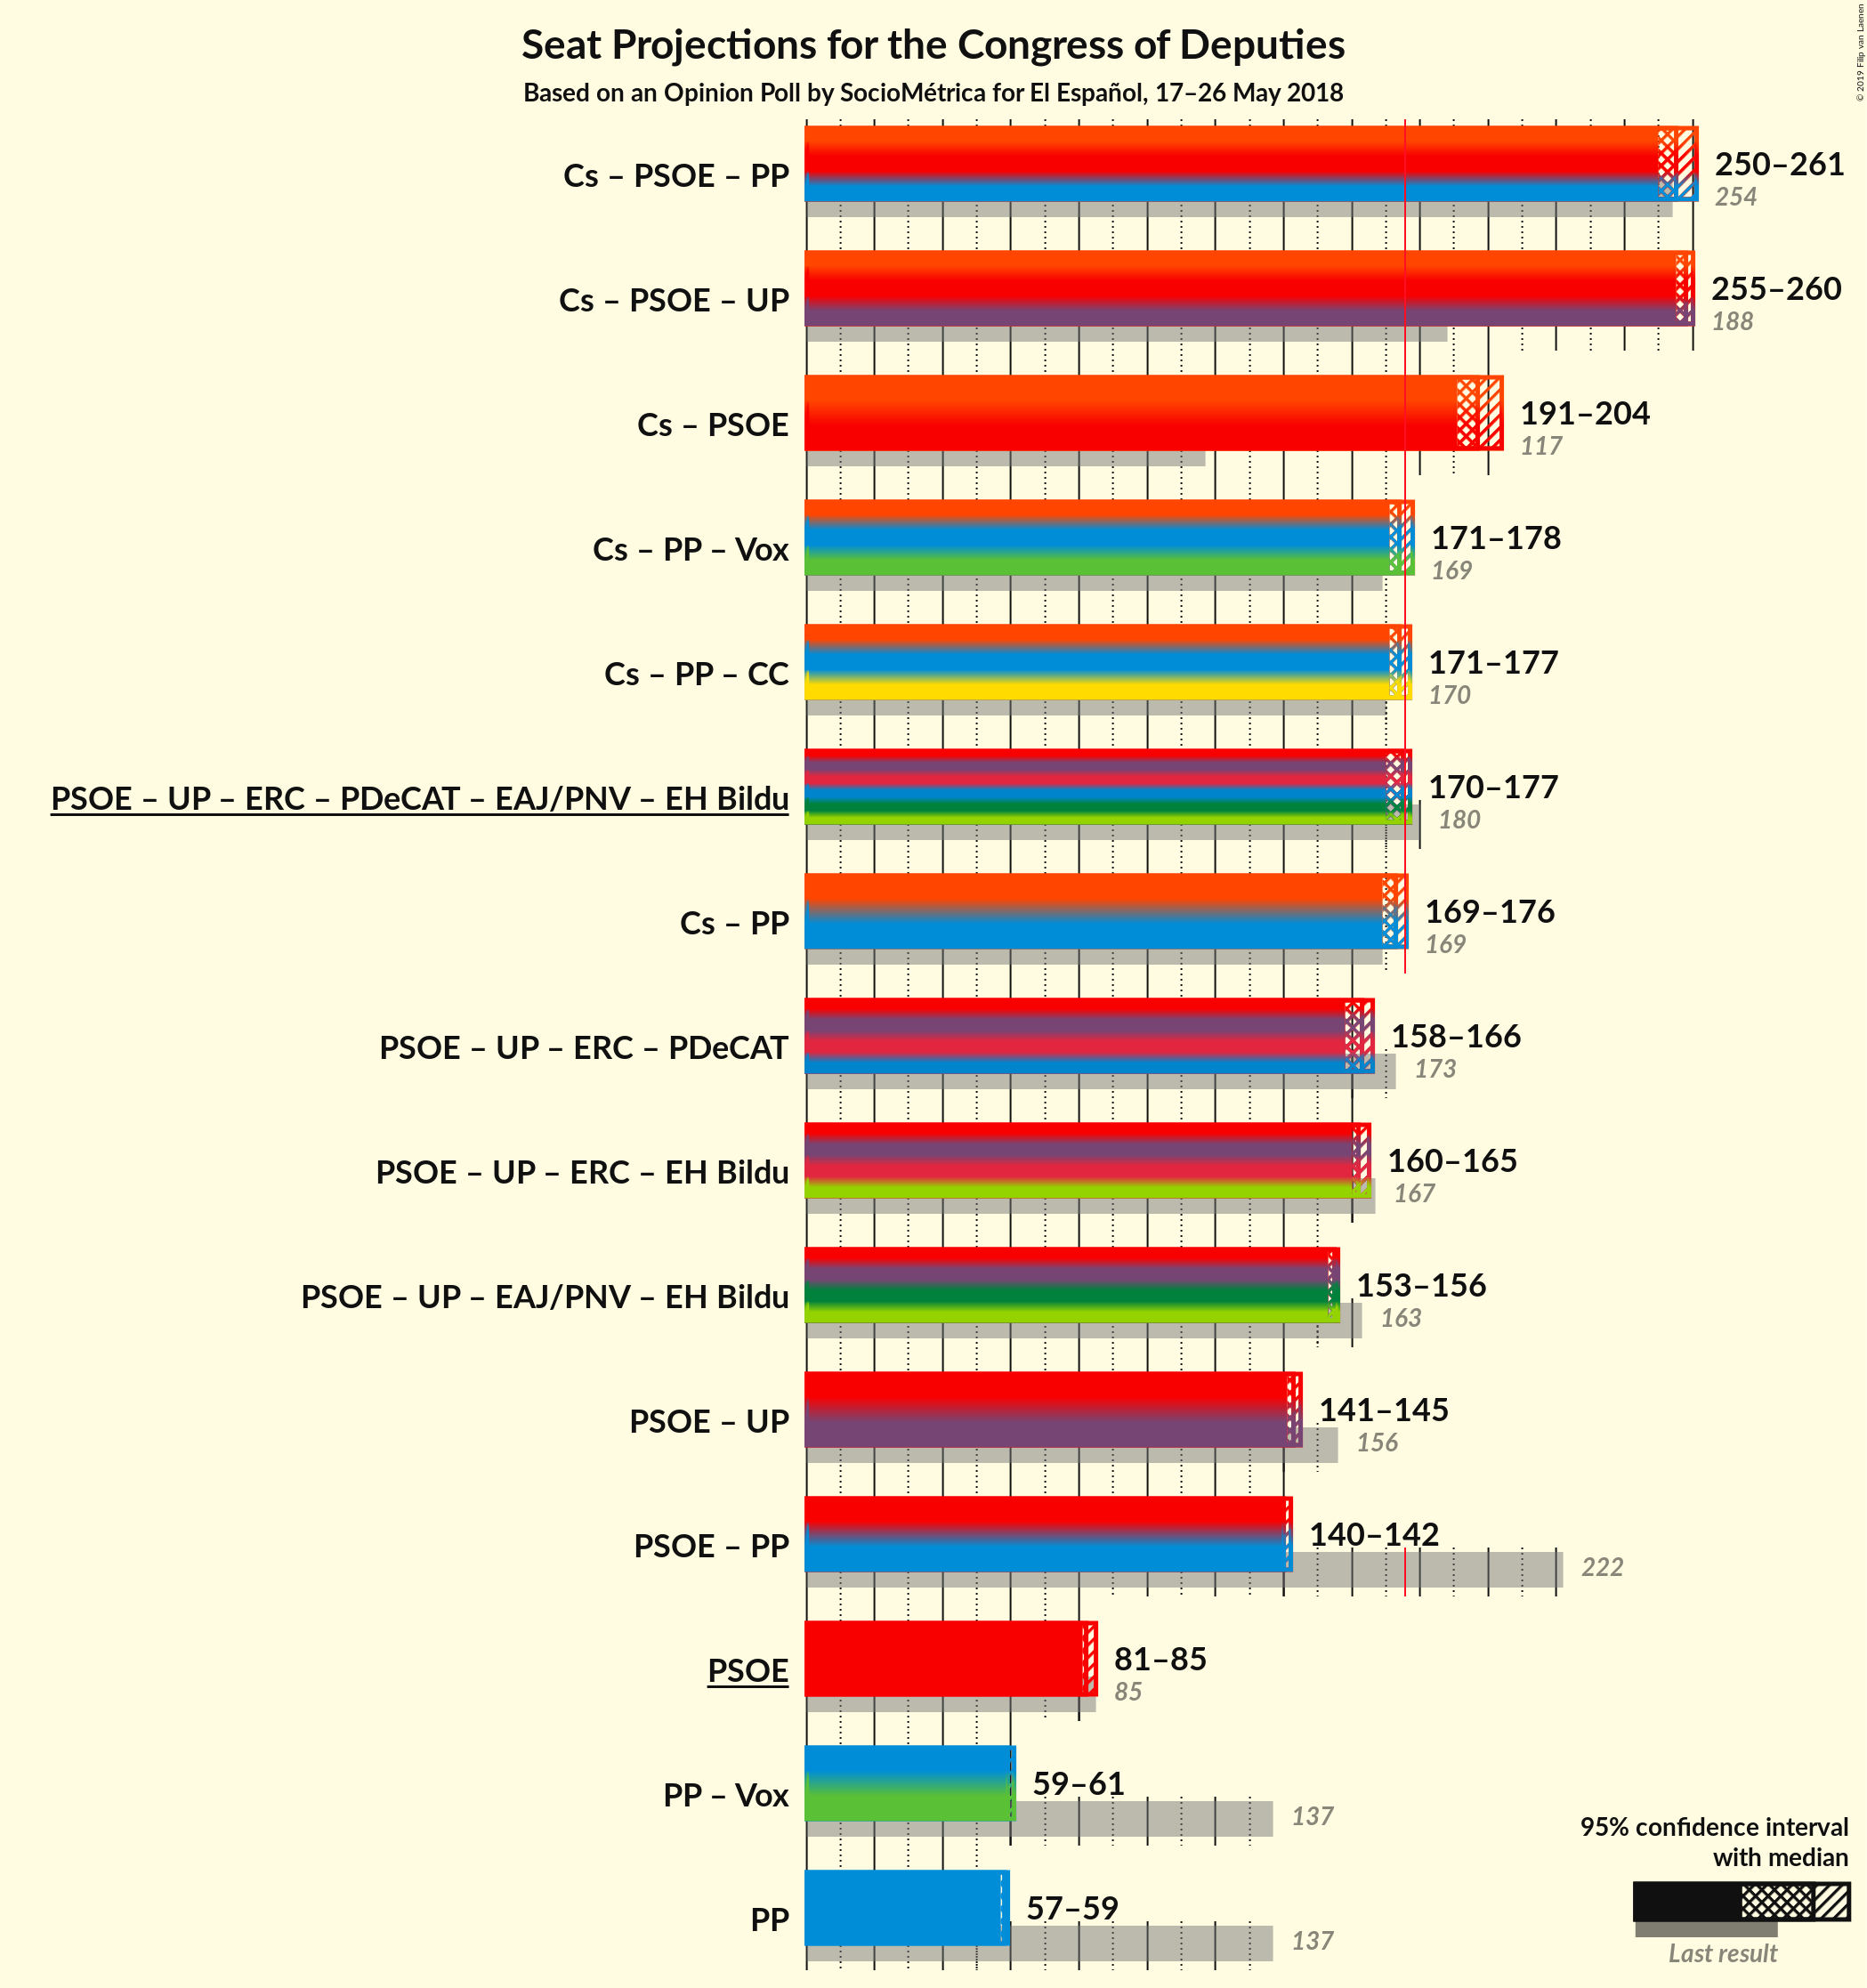 Seat Projections for the Congress of Deputies
Based on an Opinion Poll by SocioMétrica for El Español, 17–26 May 2018
© 2019 Filip van Laenen
Cs – PSOE – PP
250–261
254
Cs – PSOE – UP
255–260
188
Cs – PSOE
191–204
117
Cs – PP – Vox
171–178
169
Cs – PP – CC
171–177
170
PSOE – UP – ERC – PDeCAT – EAJ/PNV – EH Bildu
170–177
180
Cs – PP
169–176
169
PSOE – UP – ERC – PDeCAT
158–166
173
PSOE – UP – ERC – EH Bildu
160–165
167
PSOE – UP – EAJ/PNV – EH Bildu
153–156
163
PSOE – UP
141–145
156
PSOE – PP
140–142
222
PSOE
81–85
85
PP – Vox
59–61
137
PP
57–59
137
95% confidence interval
with median
Last result